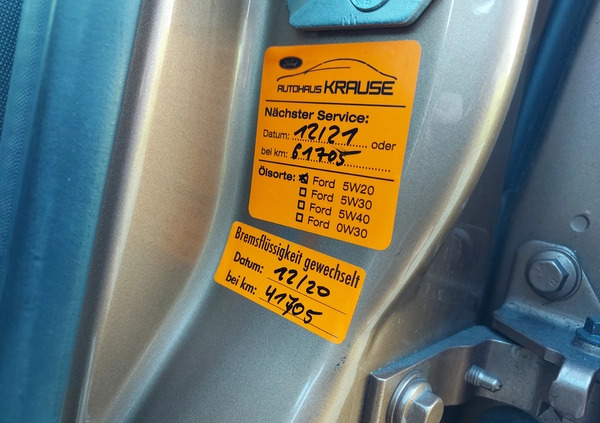 Ford
AUTOHAUS KRAUSE
Nächster Service:
Datum: 12/21 oder
bei km: 61705
Ölsorte: Ford 5W20
Ford 5W30
Ford 5W40
Ford 0W30
Bremsflüssigkeit gewechselt
Datum: 12/20
bei km: 41705